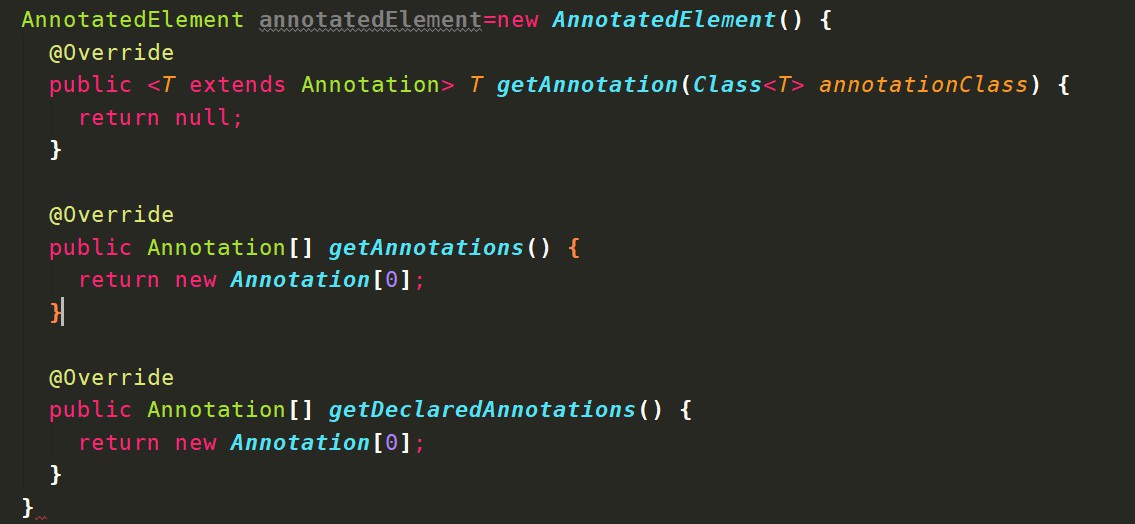 AnnotatedElement annotatedElement=new AnnotatedElement() {
@Override
public <T extends Annotation> T getAnnotation(Class<T> annotationClass) {
return null;
}
@Override
public Annotation[] getAnnotations() {
return new Annotation[0];
}
@Override
public Annotation[] getDeclaredAnnotations() {
return new Annotation[0];
}
}